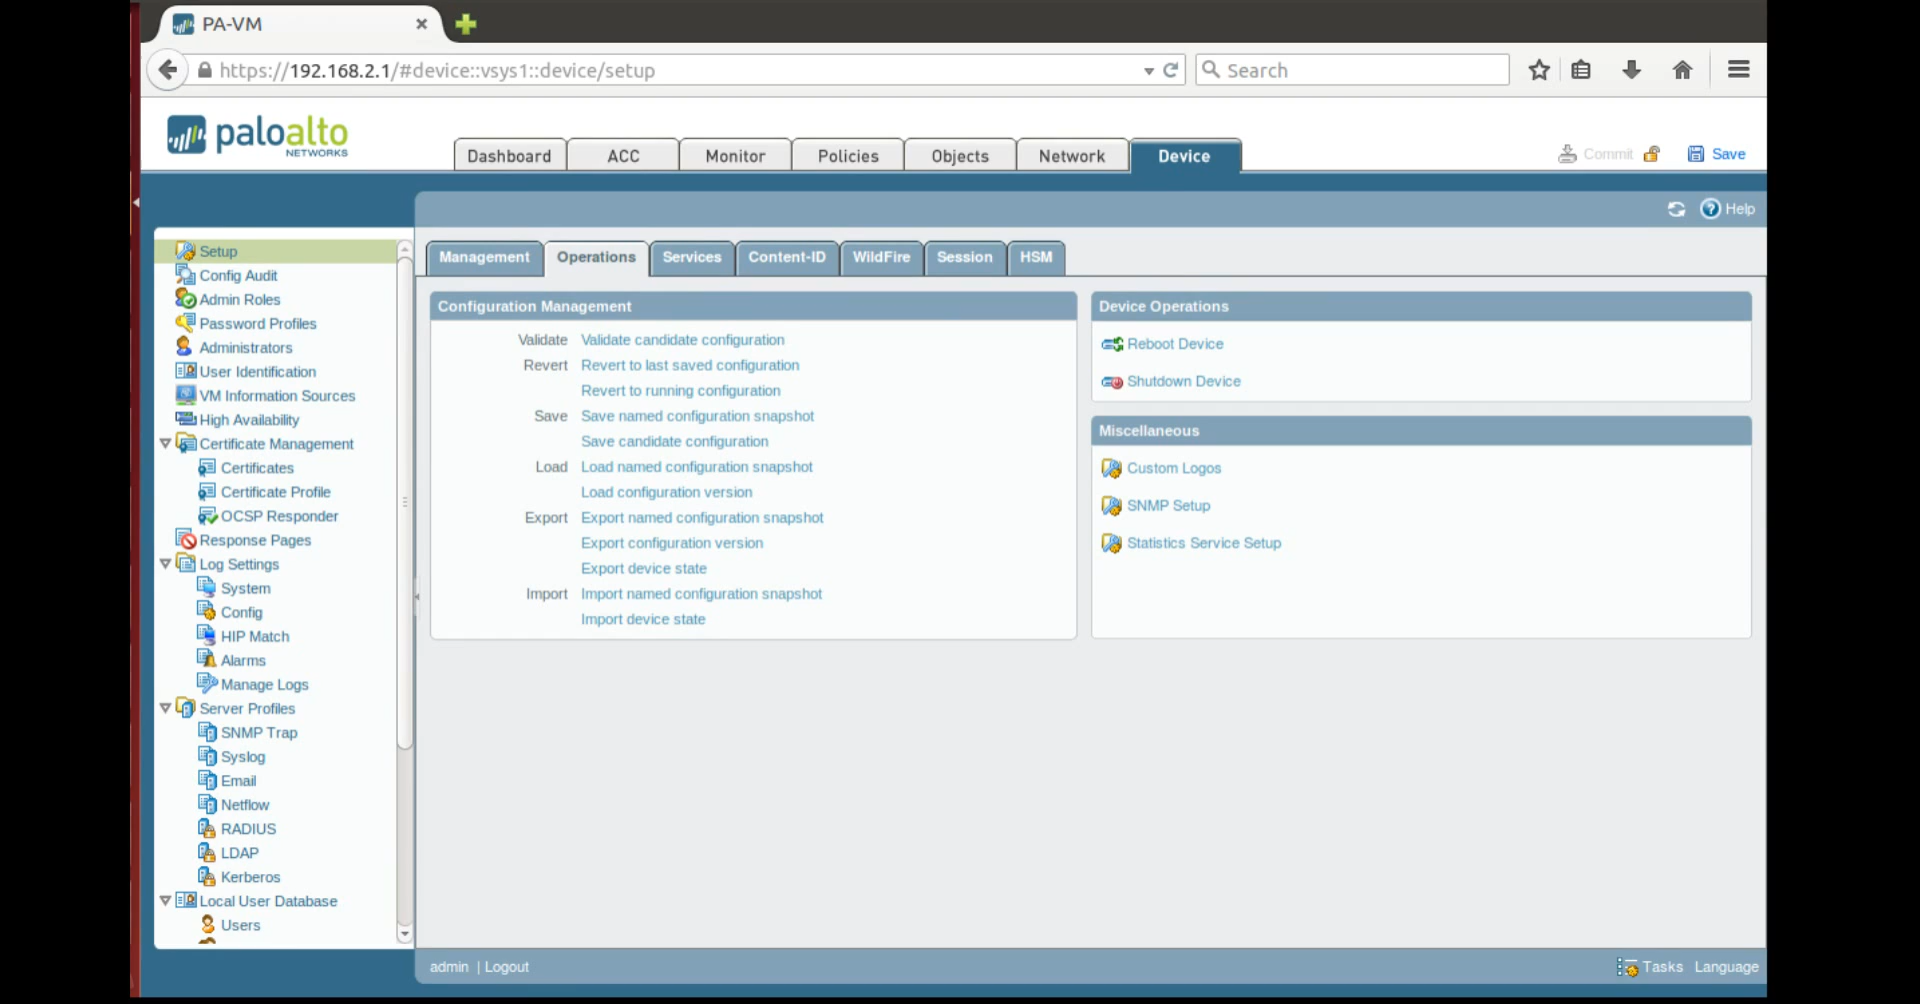 PA-VM
https://192.168.2.1/#device::vsys1::device/setup
Search
paloalto
NETWORKS
Dashboard
ACC
Monitor
Policies
Objects
Network
Device
Commit
Save
Help
Setup
Config Audit
Admin Roles
Password Profiles
Administrators
User Identification
VM Information Sources
High Availability
Certificate Management
Certificates
Certificate Profile
OCSP Responder
Response Pages
Log Settings
System
Config
HIP Match
Alarms
Manage Logs
Server Profiles
SNMP Trap
Syslog
Email
Netflow
RADIUS
LDAP
Kerberos
Local User Database
Users
Management
Operations
Services
Content-ID
WildFire
Session
HSM
Configuration Management
Validate Validate candidate configuration
Revert Revert to last saved configuration
Revert to running configuration
Save Save named configuration snapshot
Save candidate configuration
Load Load named configuration snapshot
Load configuration version
Export Export named configuration snapshot
Export configuration version
Export device state
Import Import named configuration snapshot
Import device state
Device Operations
Reboot Device
Shutdown Device
Miscellaneous
Custom Logos
SNMP Setup
Statistics Service Setup
admin | Logout
Tasks
Language